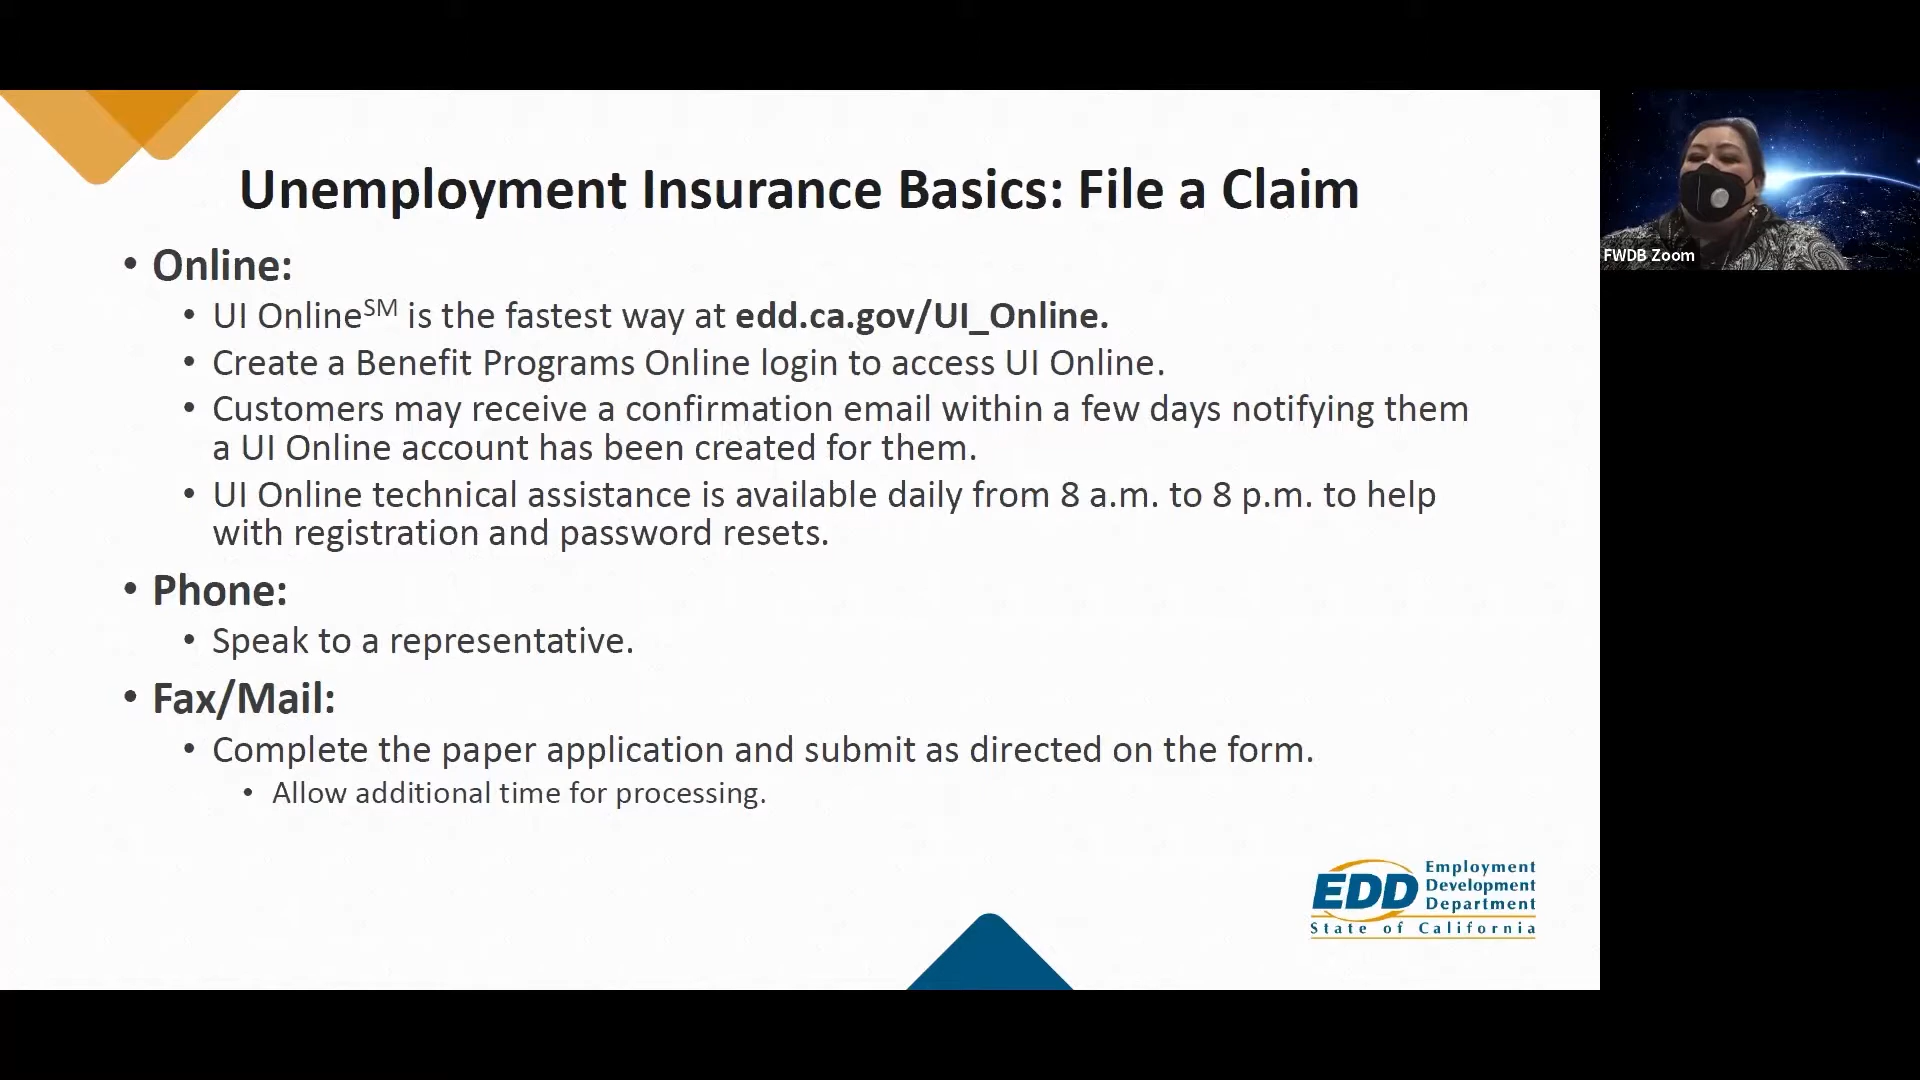 Unemployment Insurance Basics: File a Claim
• Online:
• UI Online℠ is the fastest way at edd.ca.gov/UI_Online.
• Create a Benefit Programs Online login to access UI Online.
• Customers may receive a confirmation email within a few days notifying them
a UI Online account has been created for them.
• UI Online technical assistance is available daily from 8 a.m. to 8 p.m. to help
with registration and password resets.
• Phone:
• Speak to a representative.
• Fax/Mail:
• Complete the paper application and submit as directed on the form.
• Allow additional time for processing.
EDD
Employment
Development
Department
State of California
FWDB Zoom